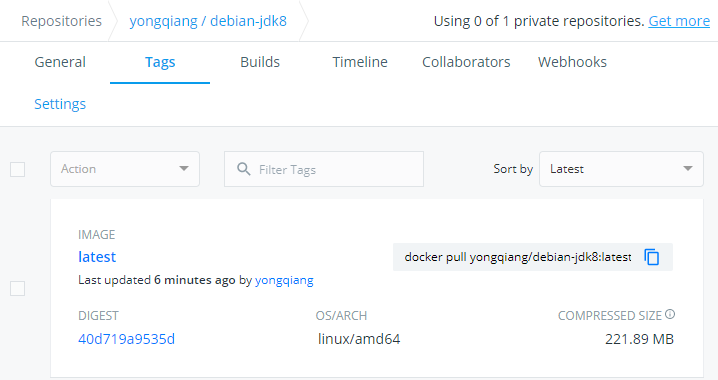 Repositories yongqiang / debian-jdk8 Using 0 of 1 private repositories. Get more
General Tags Builds Timeline Collaborators Webhooks
Settings
Action Filter Tags Sort by Latest
IMAGE
latest docker pull yongqiang/debian-jdk8:latest
Last updated 6 minutes ago by yongqiang
DIGEST OS/ARCH COMPRESSED SIZE
40d719a9535d linux/amd64 221.89 MB